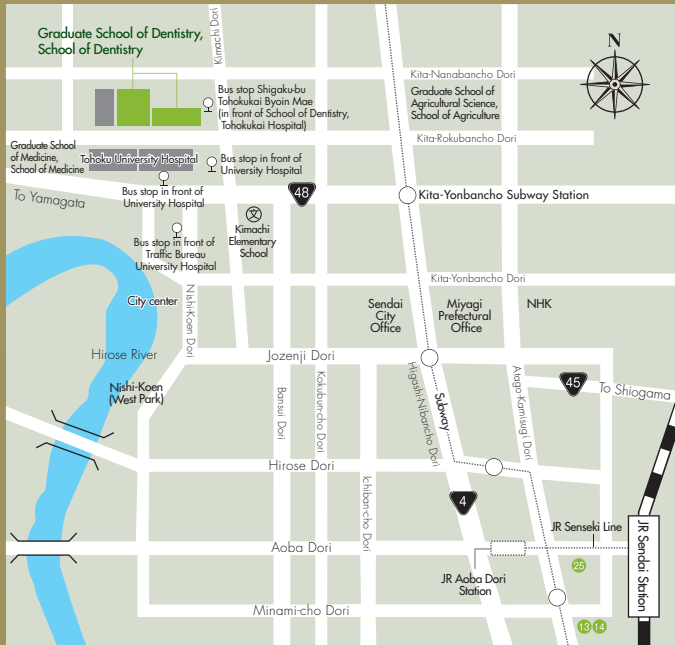 Graduate School of Dentistry,
School of Dentistry
Kimachi Dori
N
Kita-Nanabancho Dori
Bus stop Shigaku-bu
Tohokukai Byoin Mae
(in front of School of Dentistry,
Tohokukai Hospital)
Graduate School of
Agricultural Science,
School of Agriculture
Kita-Rokubancho Dori
Graduate School
of Medicine,
School of Medicine
Tohoku University Hospital
Bus stop in front of
University Hospital
Bus stop in front of
University Hospital
To Yamagata
48
Kita-Yonbancho Subway Station
文
Kimachi
Elementary
School
Bus stop in front of
Traffic Bureau
University Hospital
Kita-Yonbancho Dori
City center
Nishi-Koen Dori
Sendai
City
Office
Miyagi
Prefectural
Office
NHK
Hirose River
Jozenji Dori
Nishi-Koen
(West Park)
Bansui Dori
Kokubun-cho Dori
Higashi-Nibancho Dori
Subway
Atago-Kamisugi Dori
45
To Shiogama
Hirose Dori
Ichiban-cho Dori
4
JR Senseki Line
Aoba Dori
JR Aoba Dori
Station
25
JR Sendai Station
Minami-cho Dori
13 14